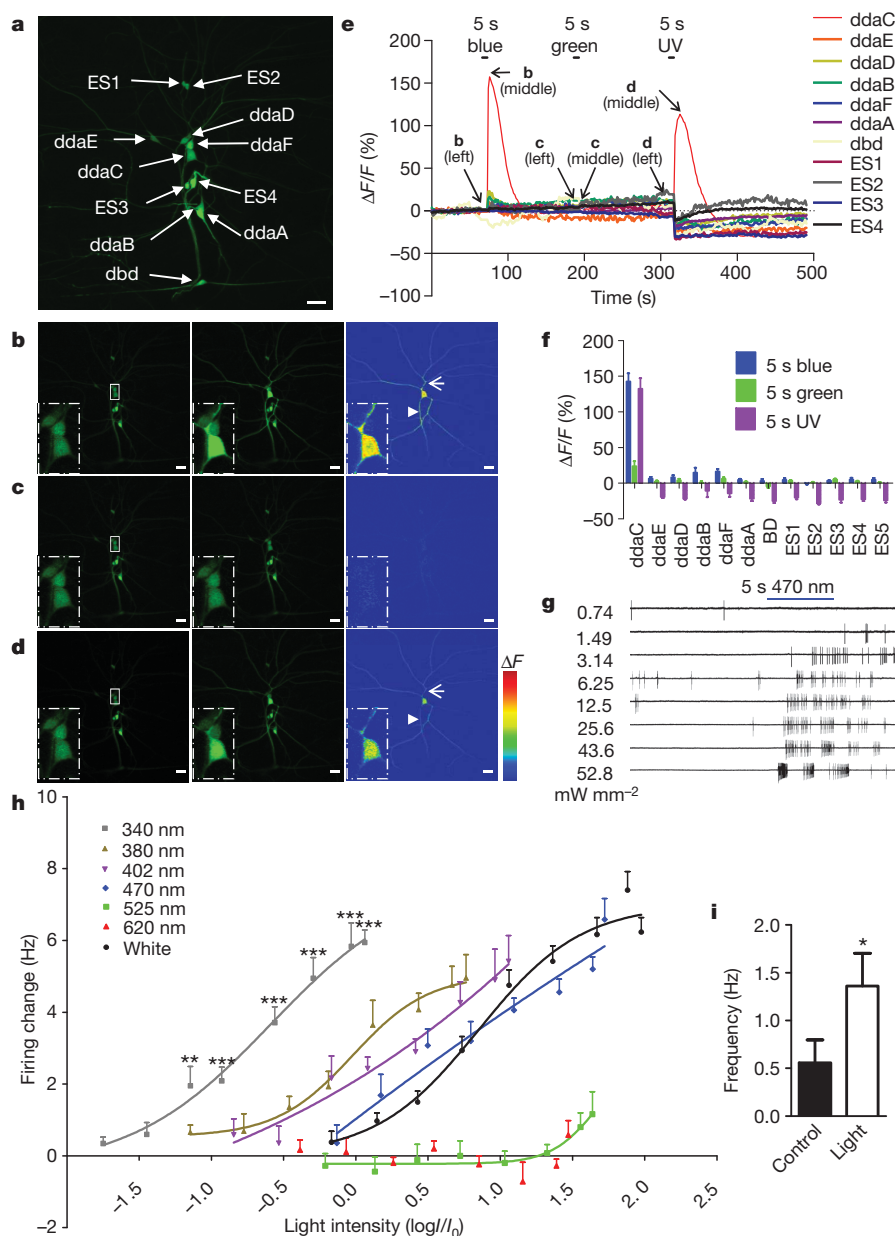 a
ES1
ES2
ddaD
ddaE
ddaF
ddaC
ES3
ES4
ddaB
ddaA
dbd
e
5 s blue
5 s green
5 s UV
ΔF/F (%)
200
150
100
50
0
−50
−100
b (middle)
d (middle)
b (left)
c (left)
c (middle)
d (left)
100
200
300
400
500
Time (s)
ddaC
ddaE
ddaD
ddaB
ddaF
ddaA
dbd
ES1
ES2
ES3
ES4
b
c
d
ΔF
f
ΔF/F (%)
200
150
100
50
0
−50
5 s blue
5 s green
5 s UV
ddaC
ddaE
ddaD
ddaB
ddaF
ddaA
BD
ES1
ES2
ES3
ES4
ES5
g
5 s 470 nm
0.74
1.49
3.14
6.25
12.5
25.6
43.6
52.8
mW mm−2
h
Firing change (Hz)
10
8
6
4
2
0
−2
340 nm
380 nm
402 nm
470 nm
525 nm
620 nm
White
**
***
***
***
***
***
−1.5
−1.0
0.0
0.5
1.0
1.5
2.0
2.5
Light intensity (logI/I0)
i
Frequency (Hz)
2.0
1.5
1.0
0.5
0.0
*
Control
Light